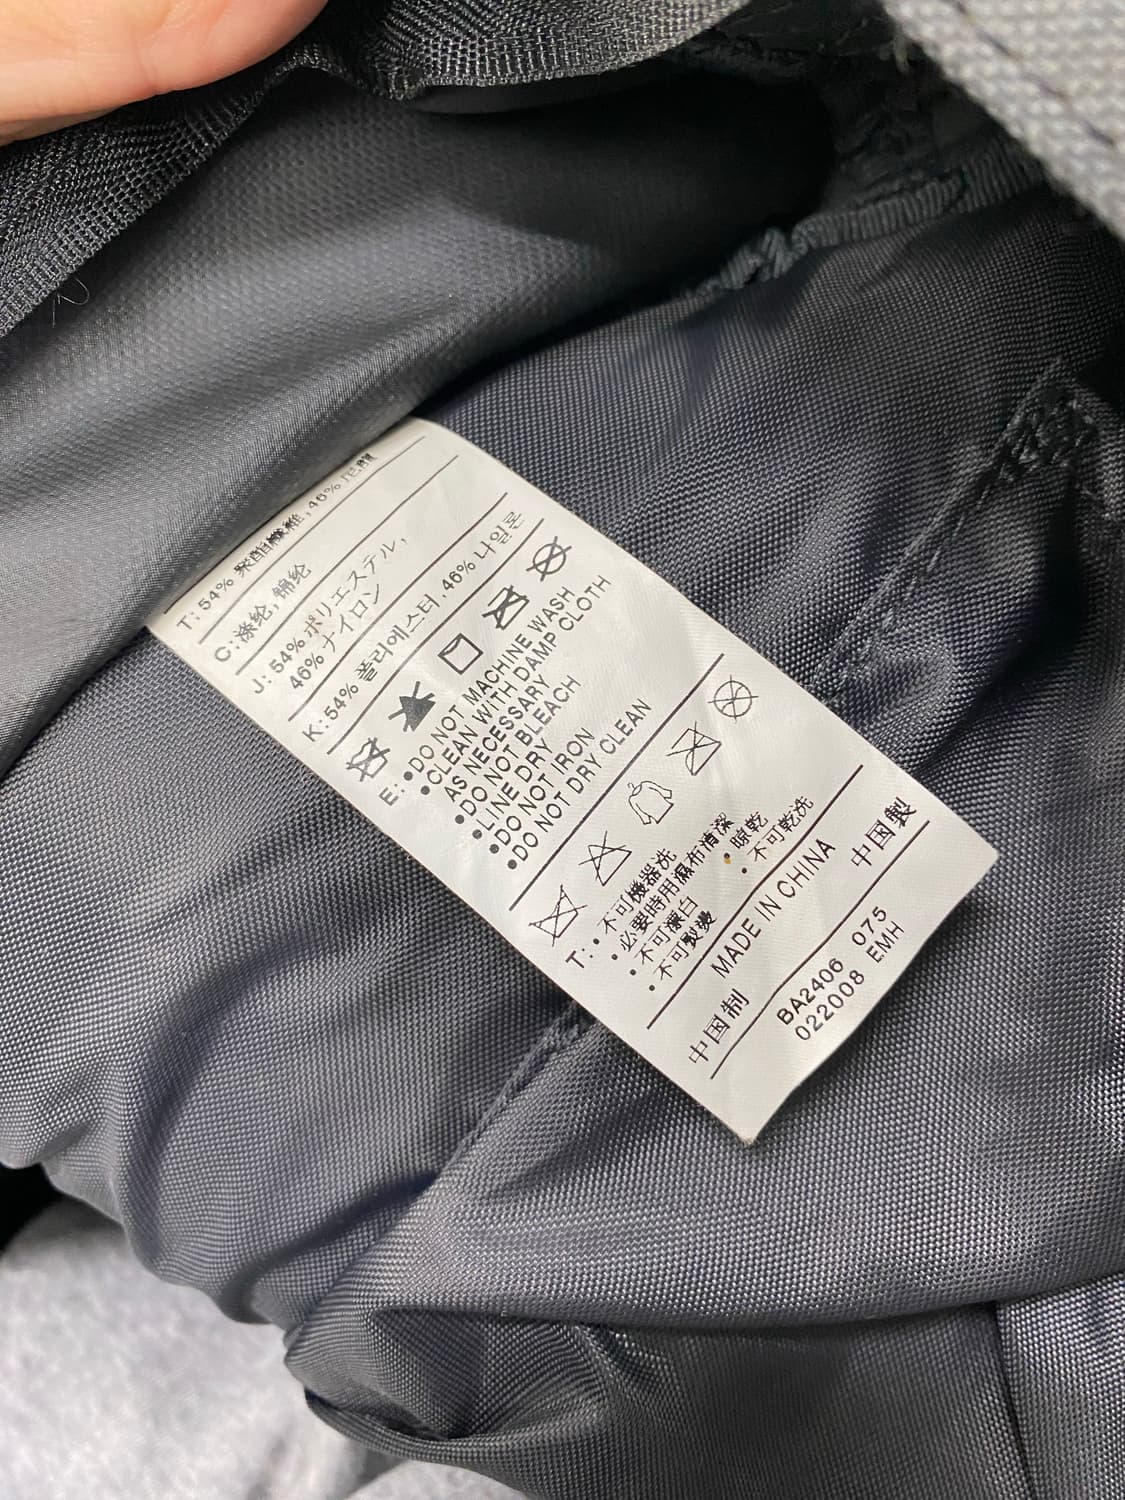 T: 54% 聚酯纖維, 46% 尼龍
C: 涤纶, 锦纶
J: 54% ポリエステル,
46% ナイロン
K: 54% 폴리에스터, 46% 나일론
E: •DO NOT MACHINE WASH
•CLEAN WITH DAMP CLOTH
AS NECESSARY
•DO NOT BLEACH
•LINE DRY
•DO NOT IRON
•DO NOT DRY CLEAN
T: •不可機器洗
•必要時用濕布清潔
•不可漂白 •晾乾
•不可熨燙 •不可乾洗
中国制 MADE IN CHINA 中国製
BA2406 075
022008 EMH